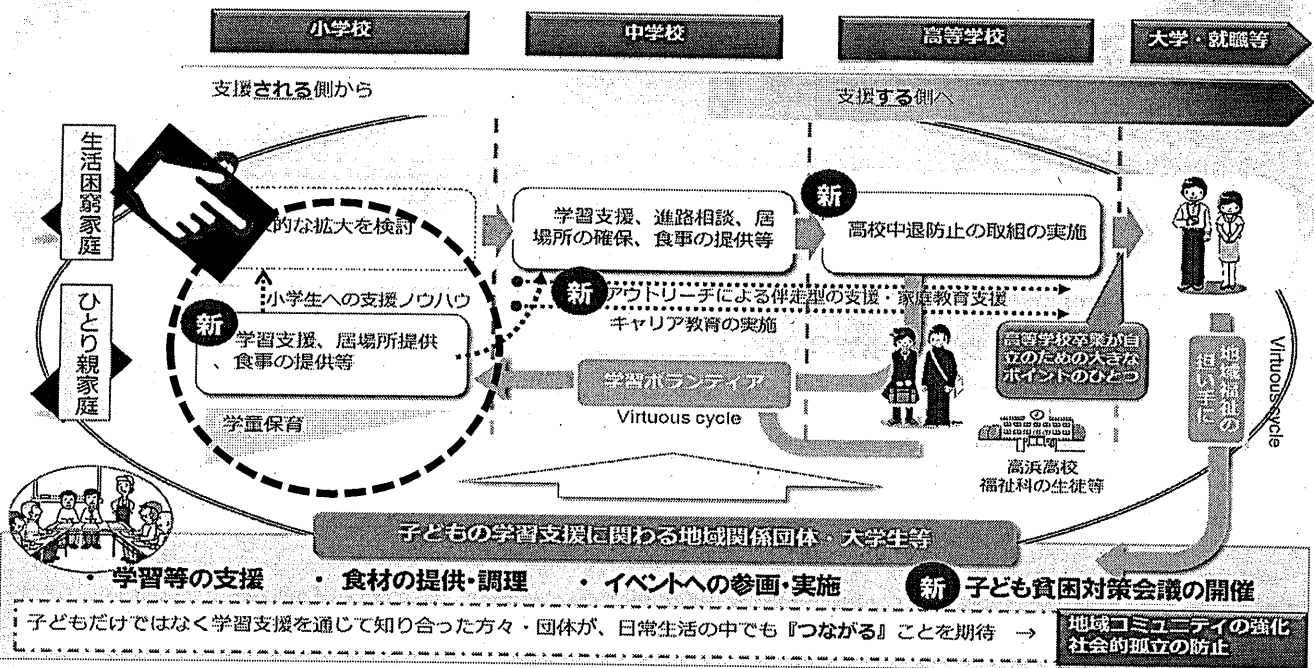 小学校
中学校
高等学校
大学・就職等
支援される側から
支援する側へ
生活困窮家庭
的な拡大を検討
学習支援、進路相談、居
場所の確保、食事の提供等
新
高校中退防止の取組の実施
ひとり親家庭
小学生への支援ノウハウ
新
学習支援、居場所提供
、食事の提供等
新
アウトリーチによる伴走型の支援・家庭教育支援
キャリア教育の実施
高等学校卒業が自
立のための大きな
ポイントのひとつ
学習ボランティア
Virtuous cycle
学童保育
高浜高校
福祉科の生徒等
地域福祉の
担い手に
Virtuous cycle
子どもの学習支援に関わる地域関係団体・大学生等
・ 学習等の支援
・ 食材の提供・調理
・ イベントへの参画・実施
新 子ども貧困対策会議の開催
子どもだけではなく学習支援を通じて知り合った方々・団体が、日常生活の中でも『つながる』ことを期待 →
地域コミュニティの強化
社会的孤立の防止